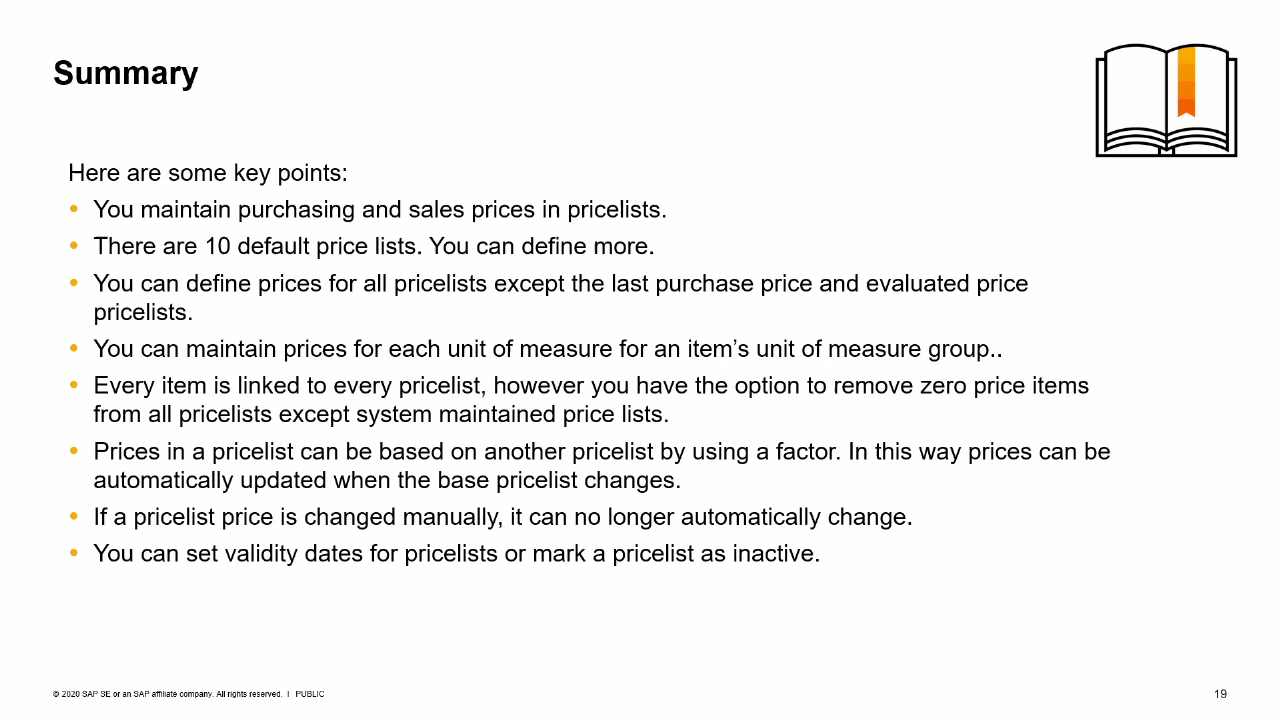 Summary
Here are some key points:
• You maintain purchasing and sales prices in pricelists.
• There are 10 default price lists. You can define more.
• You can define prices for all pricelists except the last purchase price and evaluated price
pricelists.
• You can maintain prices for each unit of measure for an item’s unit of measure group..
• Every item is linked to every pricelist, however you have the option to remove zero price items
from all pricelists except system maintained price lists.
• Prices in a pricelist can be based on another pricelist by using a factor. In this way prices can be
automatically updated when the base pricelist changes.
• If a pricelist price is changed manually, it can no longer automatically change.
• You can set validity dates for pricelists or mark a pricelist as inactive.
© 2020 SAP SE or an SAP affiliate company. All rights reserved. I PUBLIC
19